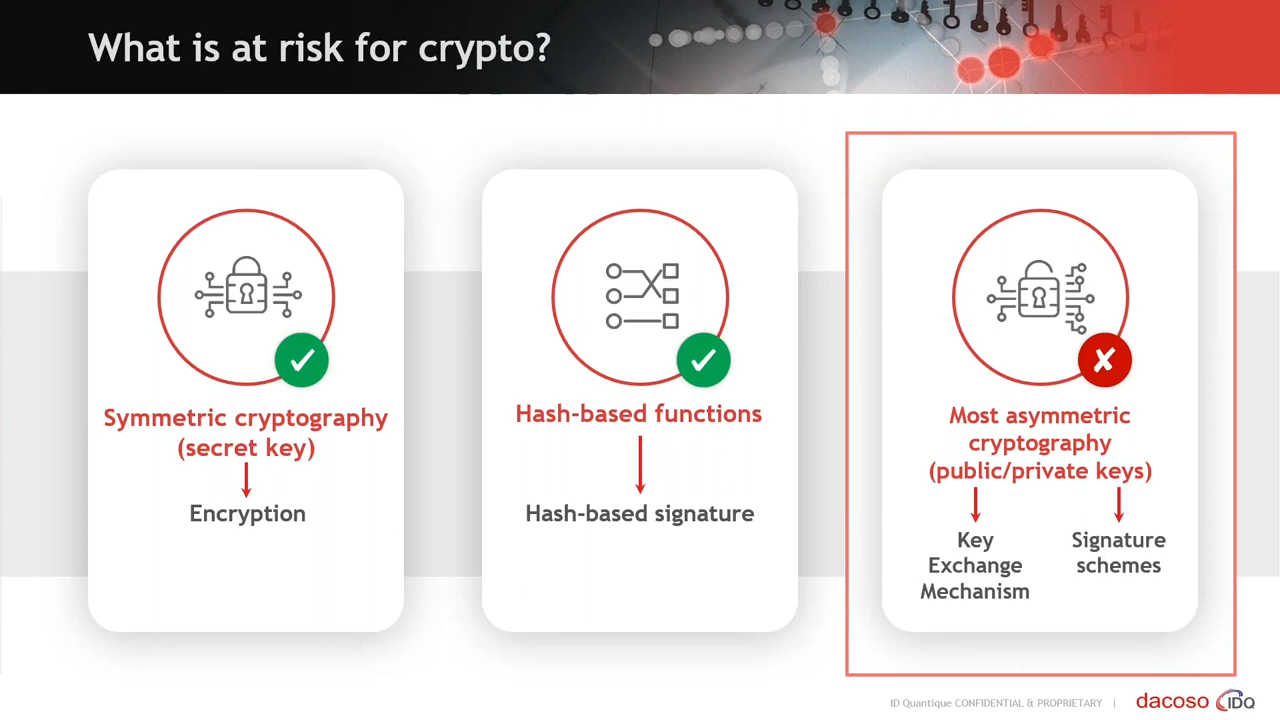 What is at risk for crypto?
Symmetric cryptography
(secret key)
Encryption
Hash-based functions
Hash-based signature
Most asymmetric
cryptography
(public/private keys)
Key
Exchange
Mechanism
Signature
schemes
ID Quantique CONFIDENTIAL & PROPRIETARY |
dacoso IDQ